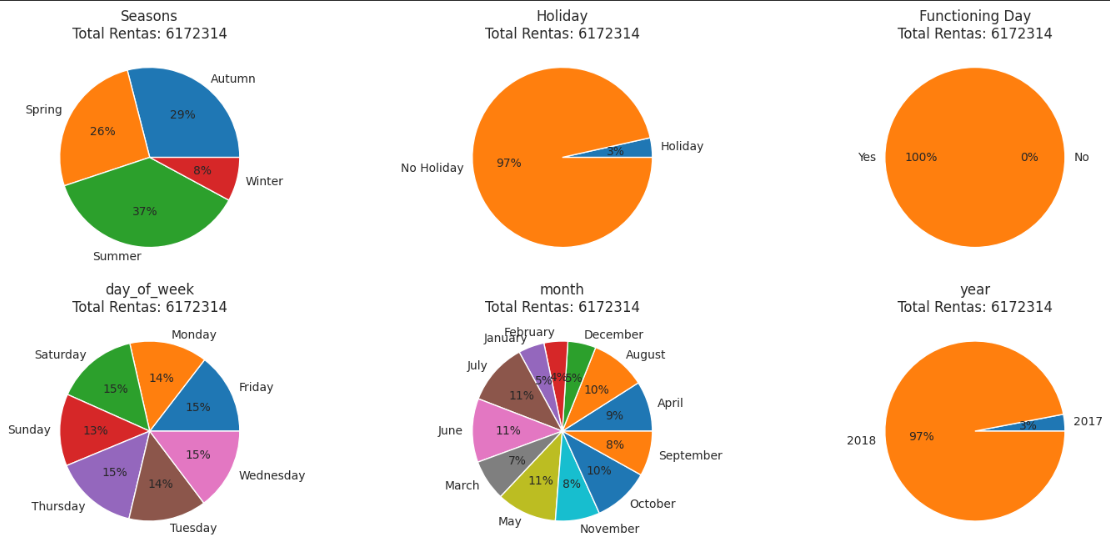 Seasons
Total Rentas: 6172314
Autumn
29%
Spring
26%
8%
Winter
37%
Summer
Holiday
Total Rentas: 6172314
3%
Holiday
No Holiday
97%
Functioning Day
Total Rentas: 6172314
Yes
100%
0%
No
day_of_week
Total Rentas: 6172314
Monday
Saturday
14%
15%
Friday
15%
Sunday
13%
15%
15%
Wednesday
14%
Thursday
Tuesday
month
Total Rentas: 6172314
February
December
January
August
July
5%
4%
5%
10%
11%
April
9%
June
11%
8%
September
7%
10%
March
11%
8%
October
May
November
year
Total Rentas: 6172314
2017
3%
2018
97%